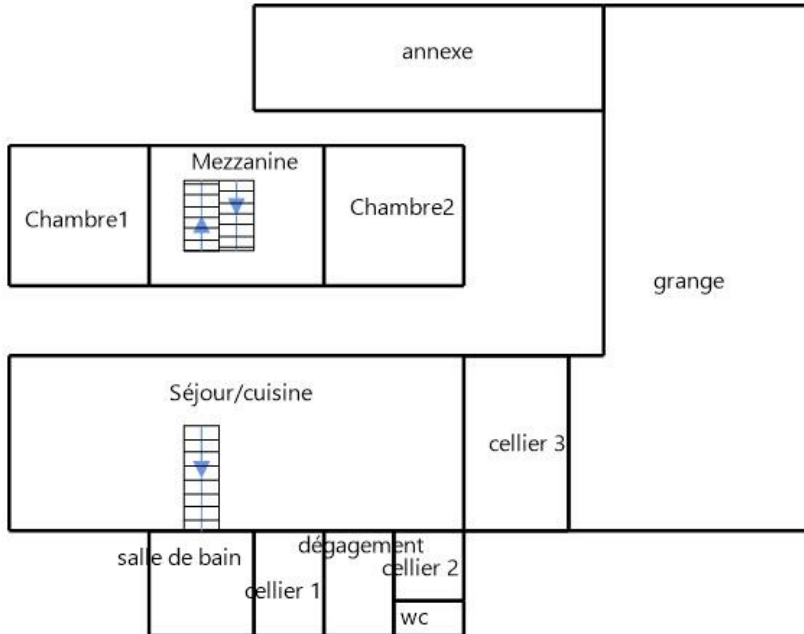 annexe
Mezzanine
Chambre1
Chambre2
grange
Séjour/cuisine
cellier 3
salle de bain
dégagement
cellier 1
cellier 2
wc